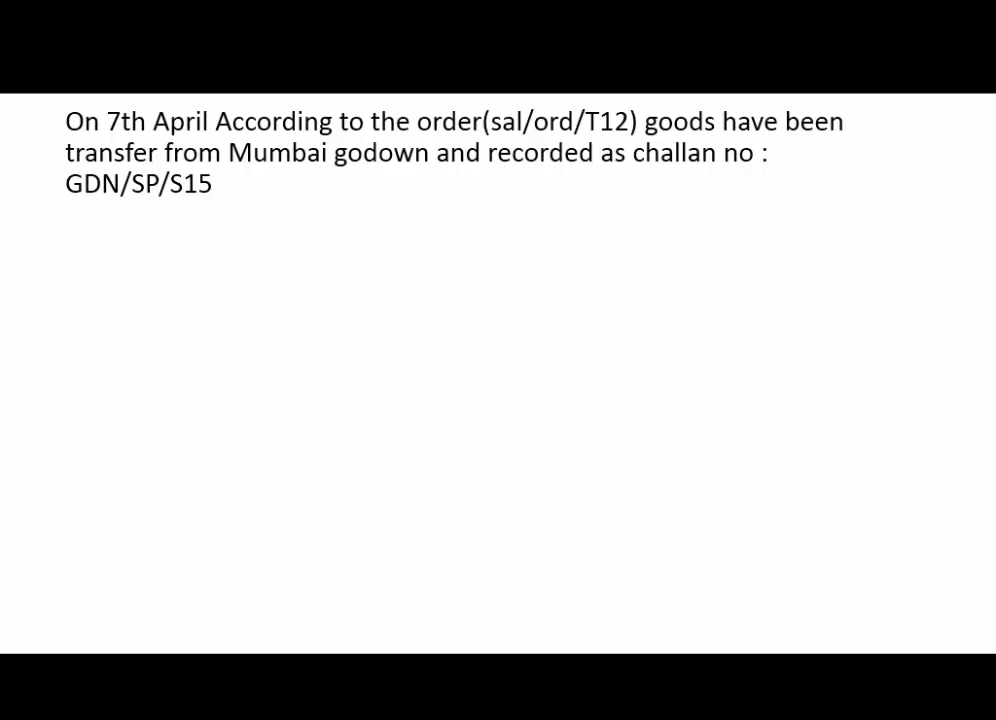 On 7th April According to the order(sal/ord/T12) goods have been
transfer from Mumbai godown and recorded as challan no :
GDN/SP/S15